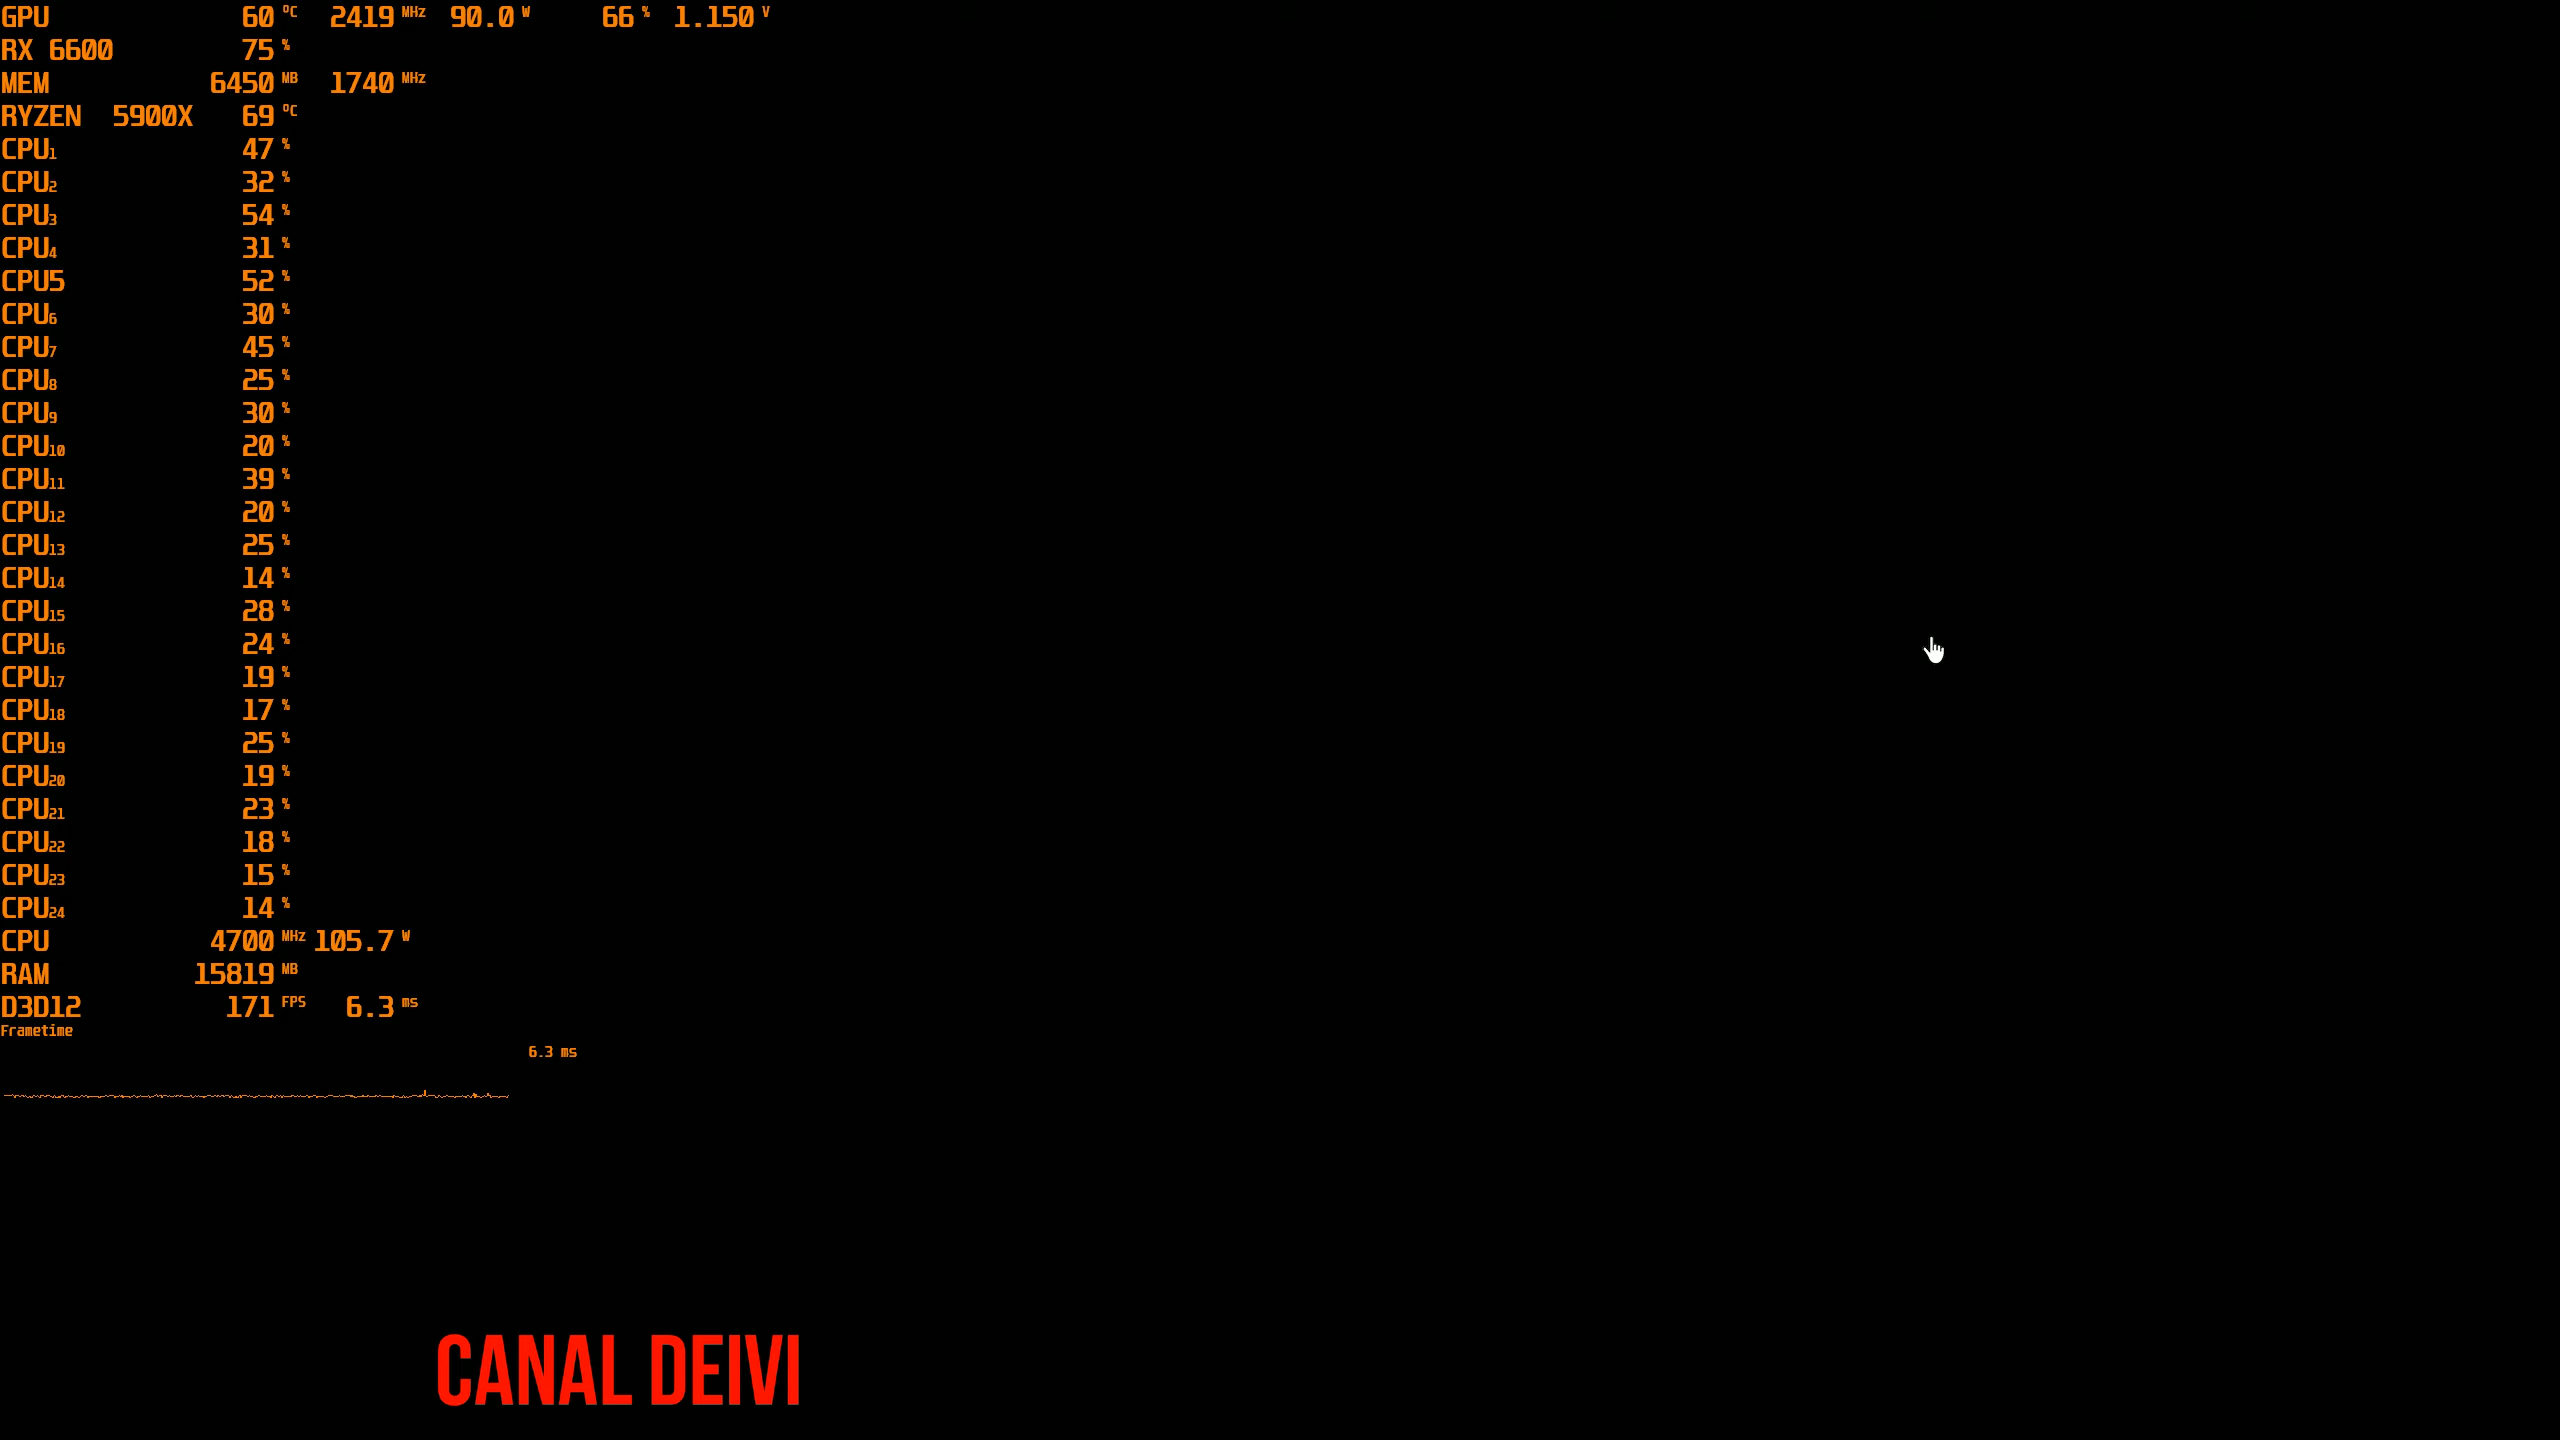 GPU 60 °C 2419 MHz 90.0 W 66 % 1.150 V
RX 6600 75 %
MEM 6450 MB 1740 MHz
RYZEN 5900X 69 °C
CPU1 47 %
CPU2 32 %
CPU3 54 %
CPU4 31 %
CPU5 52 %
CPU6 30 %
CPU7 45 %
CPU8 25 %
CPU9 30 %
CPU10 20 %
CPU11 39 %
CPU12 20 %
CPU13 25 %
CPU14 14 %
CPU15 28 %
CPU16 24 %
CPU17 19 %
CPU18 17 %
CPU19 25 %
CPU20 19 %
CPU21 23 %
CPU22 18 %
CPU23 15 %
CPU24 14 %
CPU 4700 MHz 105.7 W
RAM 15819 MB
D3D12 171 FPS 6.3 ms
Frametime
6.3 ms
CANAL DEIVI